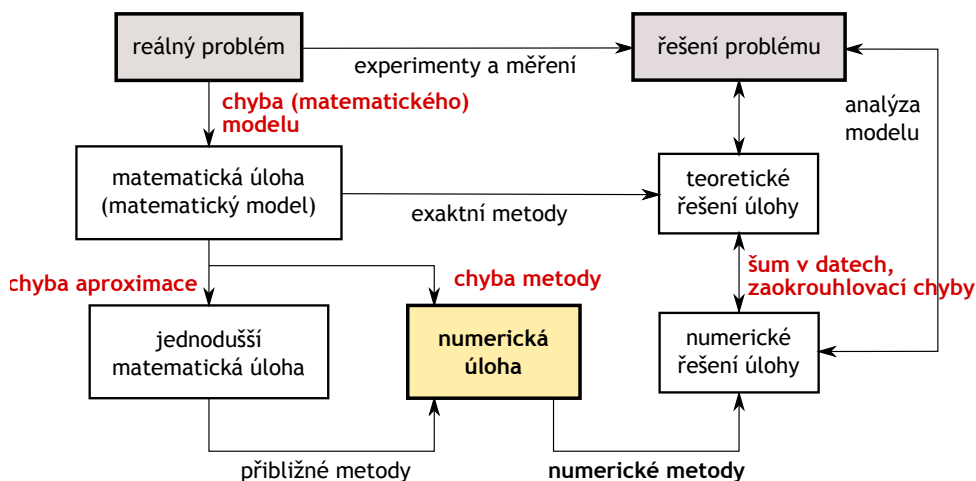 reálný problém
experimenty a měření
řešení problému
chyba (matematického)
modelu
analýza
modelu
matematická úloha
(matematický model)
exaktní metody
teoretické
řešení úlohy
chyba aproximace
chyba metody
šum v datech,
zaokrouhlovací chyby
jednodušší
matematická úloha
numerická
úloha
numerické
řešení úlohy
přibližné metody
numerické metody